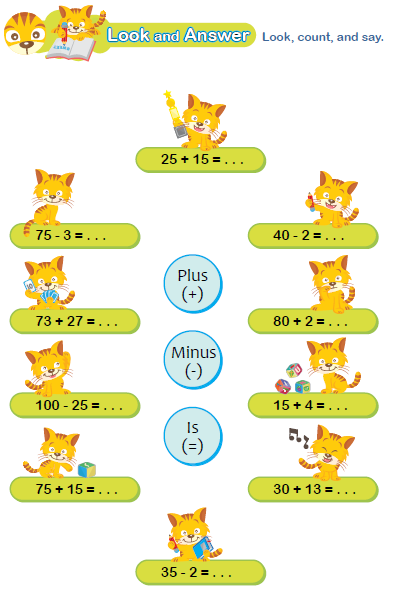 Look and Answer Look, count, and say.
25 + 15 = . . .
75 - 3 = . . .
40 - 2 = . . .
Plus
(+)
73 + 27 = . . .
80 + 2 = . . .
Minus
(-)
100 - 25 = . . .
15 + 4 = . . .
Is
(=)
75 + 15 = . . .
30 + 13 = . . .
35 - 2 = . . .